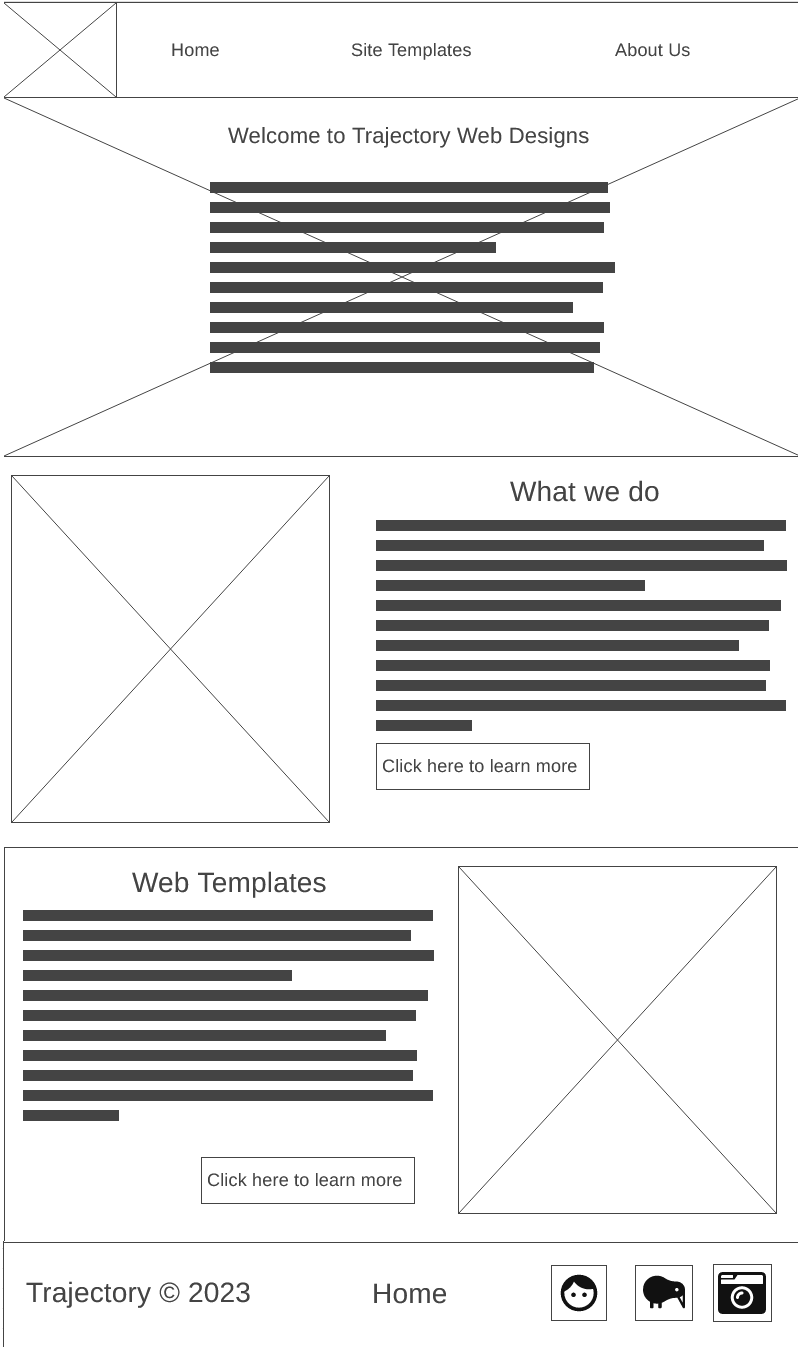 Home
Site Templates
About Us
Welcome to Trajectory Web Designs
What we do
Click here to learn more
Web Templates
Click here to learn more
Trajectory © 2023
Home